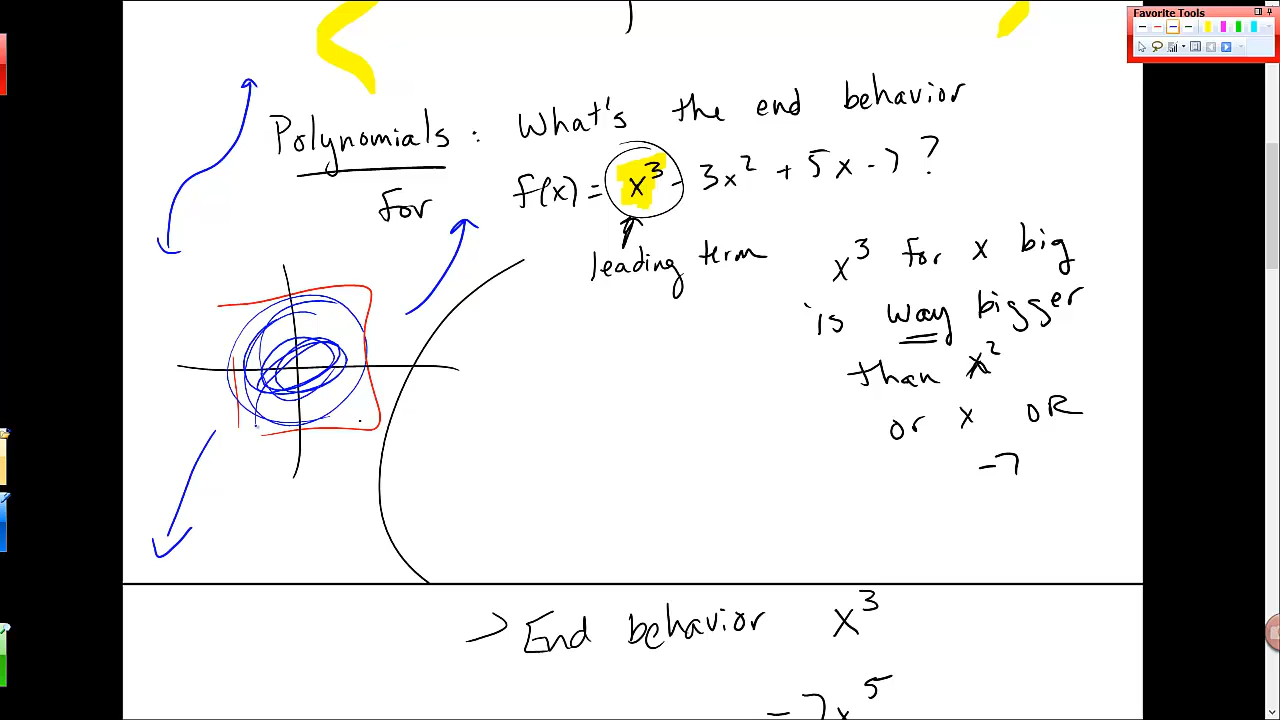 Favorite Tools
Polynomials: What's the end behavior
for f(x) = x³ - 3x² + 5x - 7 ?
leading term
x³ for x big
is way bigger
than x²
or x OR
-7
> End behavior x³
-7x⁵